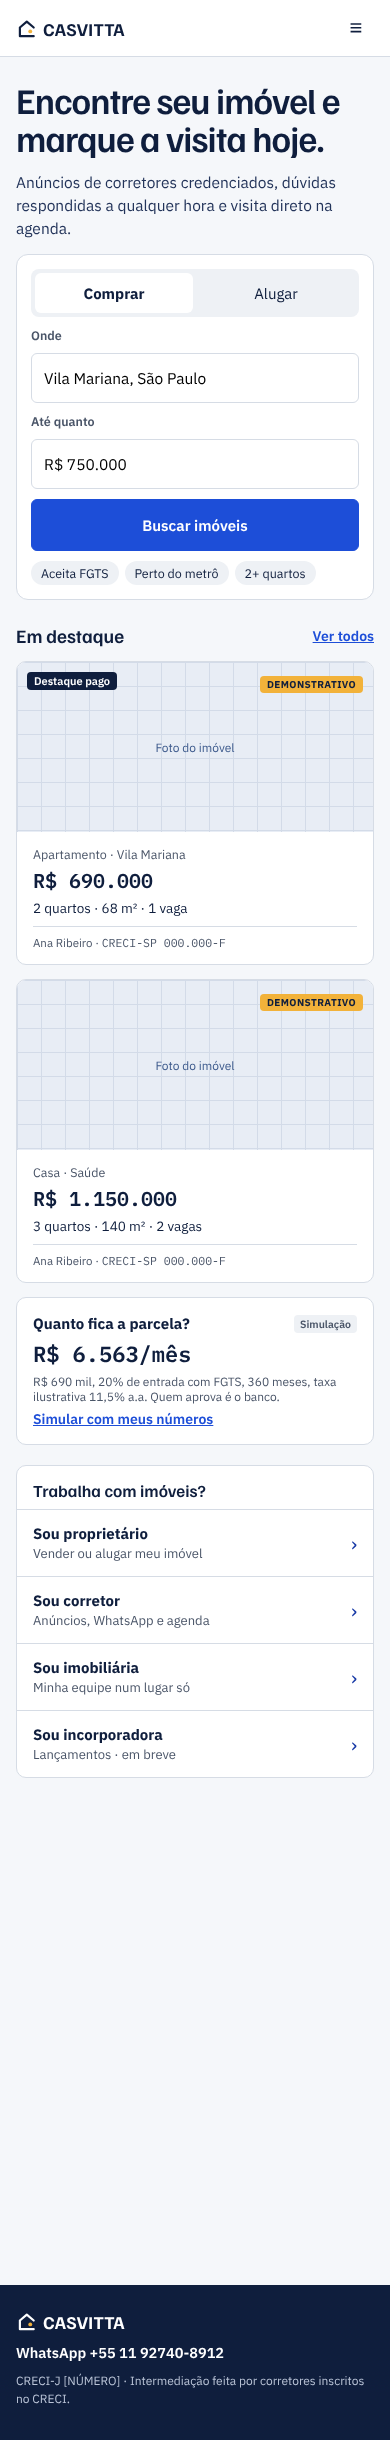 CASVITTA
Encontre seu imóvel e
marque a visita hoje.
Anúncios de corretores credenciados, dúvidas
respondidas a qualquer hora e visita direto na
agenda.
Comprar
Alugar
Onde
Vila Mariana, São Paulo
Até quanto
R$ 750.000
Buscar imóveis
Aceita FGTS
Perto do metrô
2+ quartos
Em destaque
Ver todos
Destaque pago
DEMONSTRATIVO
Foto do imóvel
Apartamento · Vila Mariana
R$ 690.000
2 quartos · 68 m² · 1 vaga
Ana Ribeiro · CRECI-SP 000.000-F
DEMONSTRATIVO
Foto do imóvel
Casa · Saúde
R$ 1.150.000
3 quartos · 140 m² · 2 vagas
Ana Ribeiro · CRECI-SP 000.000-F
Quanto fica a parcela?
Simulação
R$ 6.563/mês
R$ 690 mil, 20% de entrada com FGTS, 360 meses, taxa
ilustrativa 11,5% a.a. Quem aprova é o banco.
Simular com meus números
Trabalha com imóveis?
Sou proprietário
Vender ou alugar meu imóvel
Sou corretor
Anúncios, WhatsApp e agenda
Sou imobiliária
Minha equipe num lugar só
Sou incorporadora
Lançamentos · em breve
CASVITTA
WhatsApp +55 11 92740-8912
CRECI-J [NÚMERO] · Intermediação feita por corretores inscritos
no CRECI.